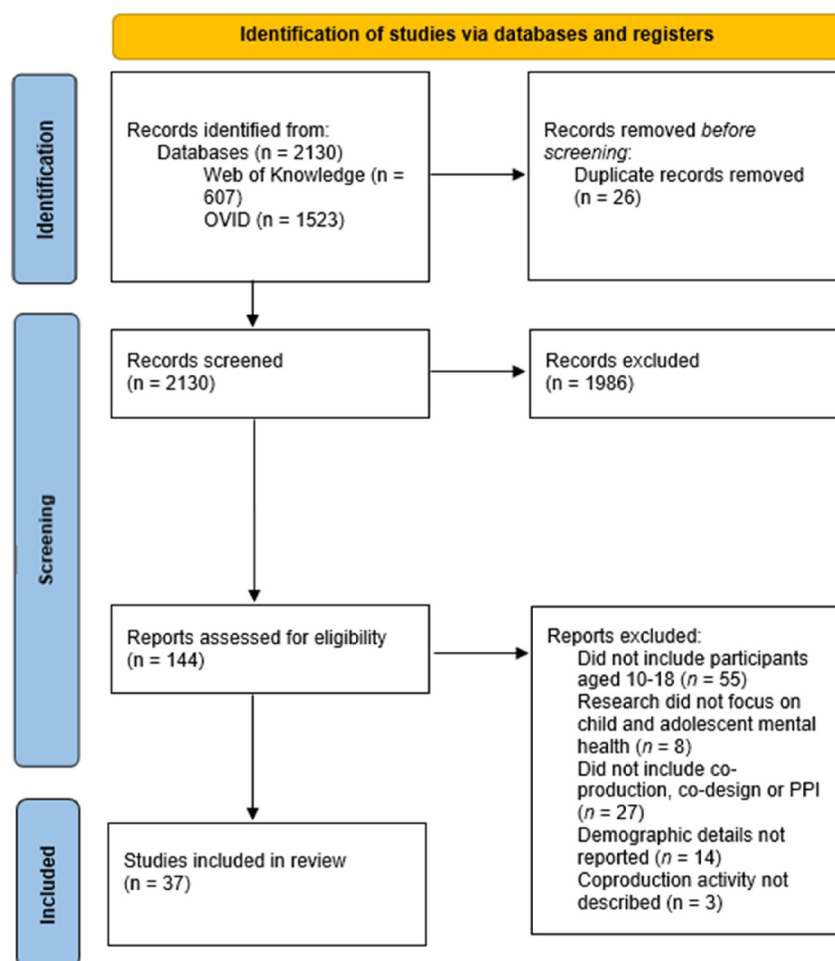 Identification of studies via databases and registers
Identification
Records identified from:
Databases (n = 2130)
Web of Knowledge (n =
607)
OVID (n = 1523)
Records removed before
screening:
Duplicate records removed
(n = 26)
Screening
Records screened
(n = 2130)
Records excluded
(n = 1986)
Reports assessed for eligibility
(n = 144)
Reports excluded:
Did not include participants
aged 10-18 (n = 55)
Research did not focus on
child and adolescent mental
health (n = 8)
Did not include co-
production, co-design or PPI
(n = 27)
Demographic details not
reported (n = 14)
Coproduction activity not
described (n = 3)
Included
Studies included in review
(n = 37)